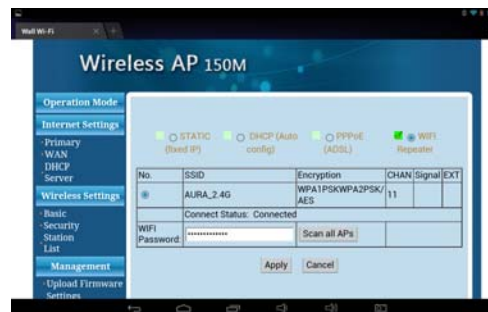 Wall Wi-Fi
Wireless AP 150M
Operation Mode
Internet Settings
Primary
WAN
DHCP
Server
Wireless Settings
Basic
Security
Station
List
Management
Upload Firmware
Settings
STATIC (fixed IP)
DHCP (Auto config)
PPPoE (ADSL)
WIFI Repeater
No. SSID Encryption CHAN Signal EXT
AURA_2.4G WPA1PSKWPA2PSK/AES 11
Connect Status: Connected
WIFI Password: ************* Scan all APs
Apply Cancel